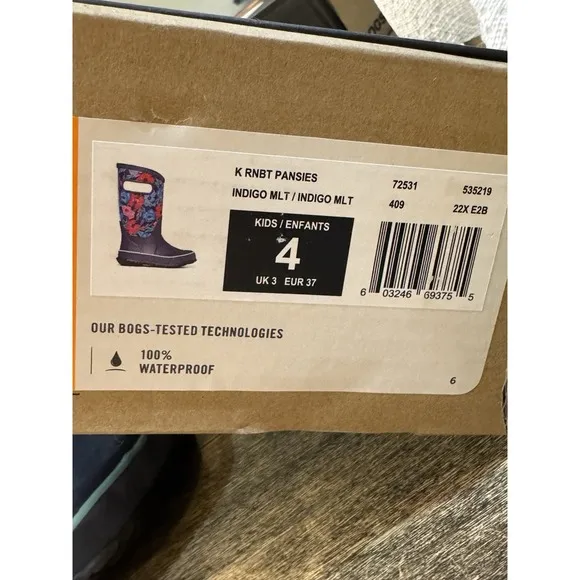 K RNBT PANSIES 72531 535219
INDIGO MLT / INDIGO MLT 409 22X E2B
KIDS / ENFANTS
4
UK 3 EUR 37
6 03246 69375 5
OUR BOGS-TESTED TECHNOLOGIES
100%
WATERPROOF
6